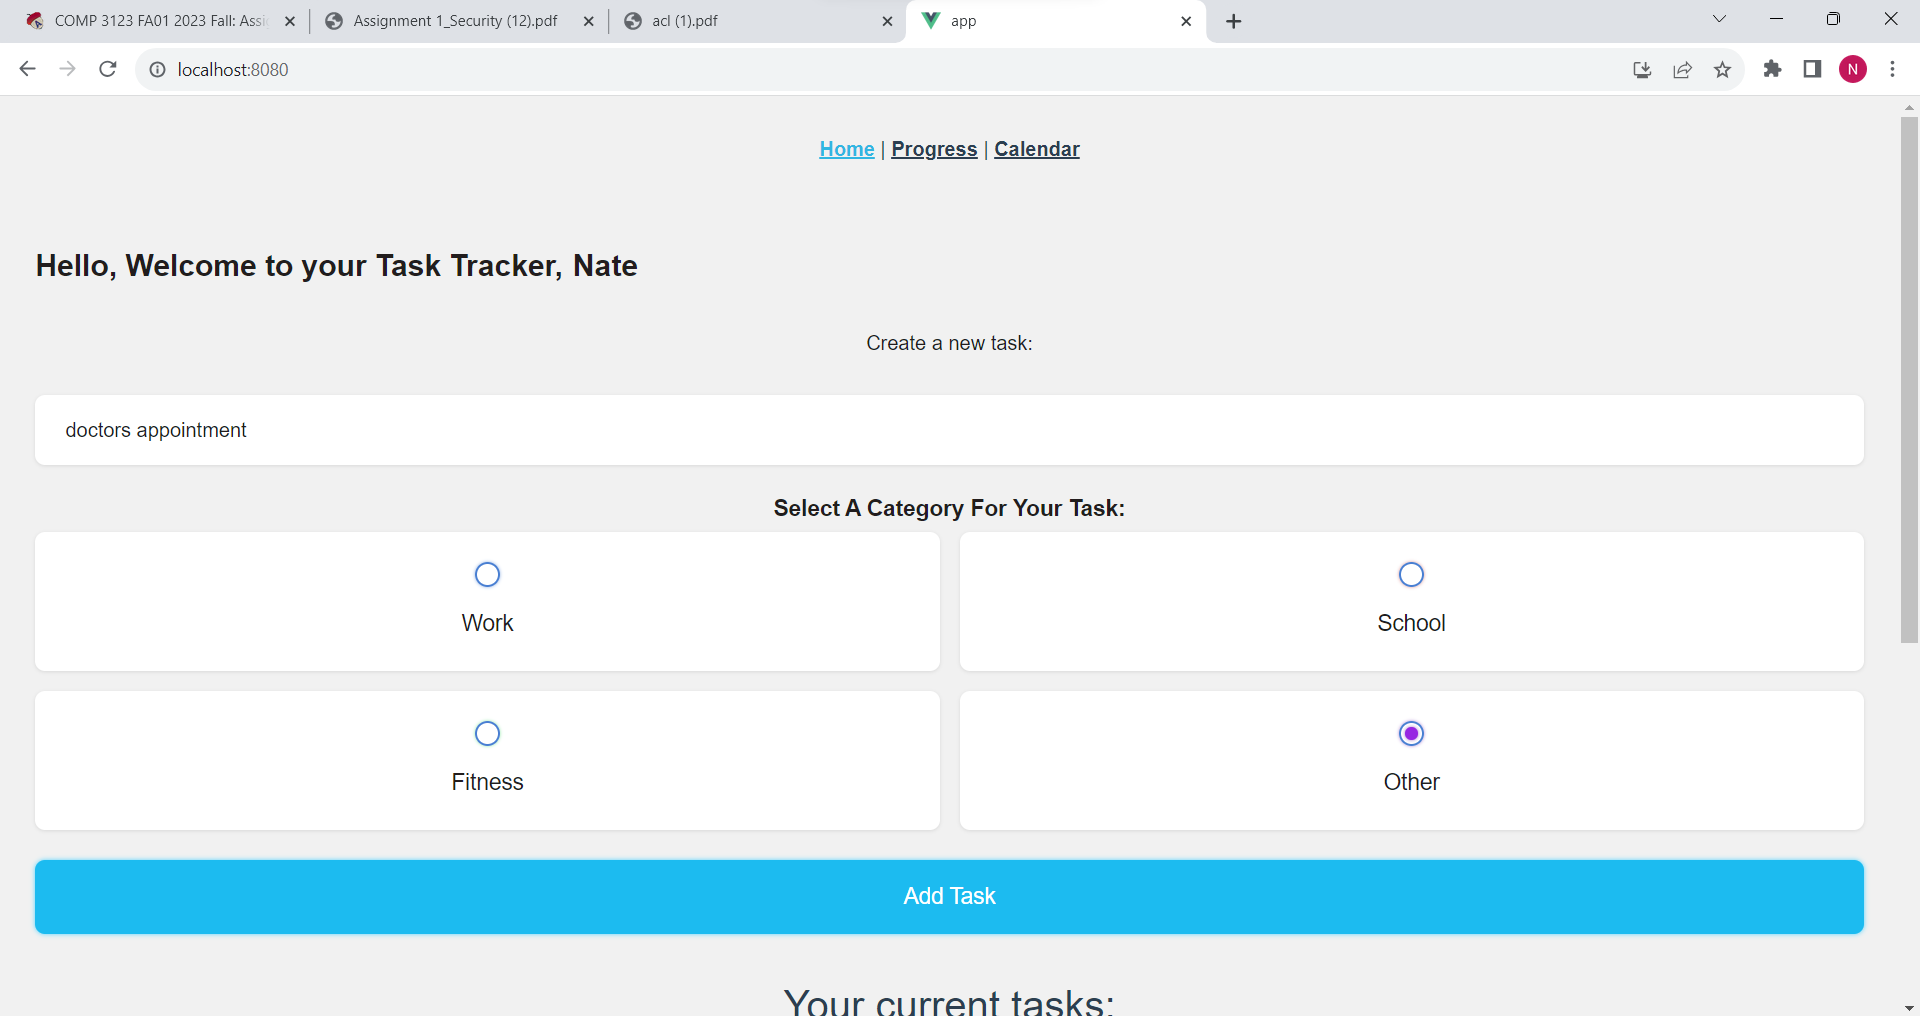 COMP 3123 FA01 2023 Fall: Assi
Assignment 1_Security (12).pdf
acl (1).pdf
app
localhost:8080
N
Home | Progress | Calendar
Hello, Welcome to your Task Tracker, Nate
Create a new task:
doctors appointment
Select A Category For Your Task:
Work
School
Fitness
Other
Add Task
Your current tasks: